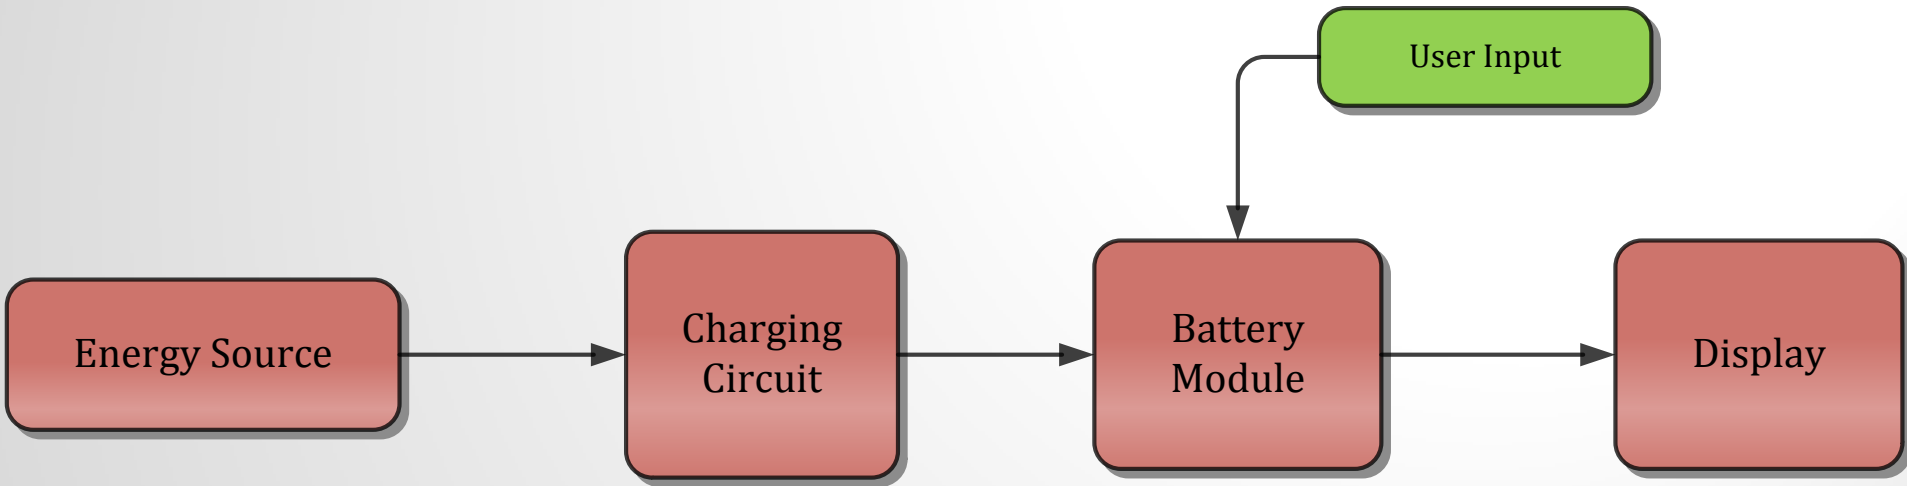 User Input
Energy Source
Charging
Circuit
Battery
Module
Display